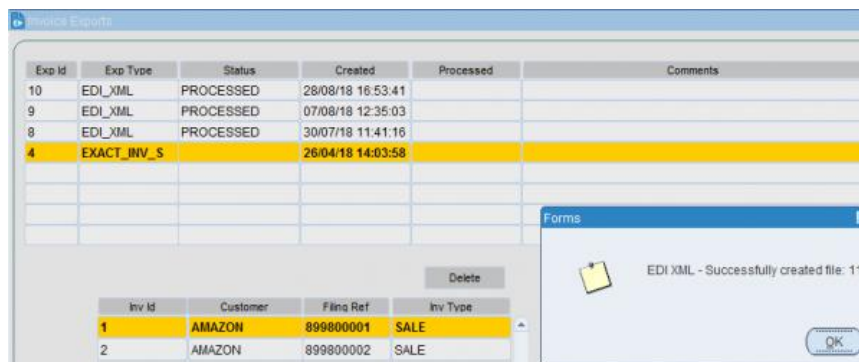 Invoice Exports
Exp Id Exp Type Status Created Processed Comments
10 EDI_XML PROCESSED 28/08/18 16:53:41
9 EDI_XML PROCESSED 07/08/18 12:35:03
8 EDI_XML PROCESSED 30/07/18 11:41:16
4 EXACT_INV_S 26/04/18 14:03:58
Forms
EDI XML - Successfully created file: 11
Delete
OK
Inv Id Customer Filing Ref Inv Type
1 AMAZON 899800001 SALE
2 AMAZON 899800002 SALE